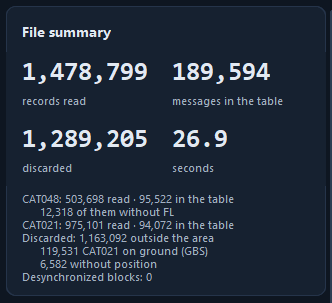 File summary
1,478,799 189,594
records read messages in the table
1,289,205 26.9
discarded seconds
CAT048: 503,698 read · 95,522 in the table
12,318 of them without FL
CAT021: 975,101 read · 94,072 in the table
Discarded: 1,163,092 outside the area
119,531 CAT021 on ground (GBS)
6,582 without position
Desynchronized blocks: 0